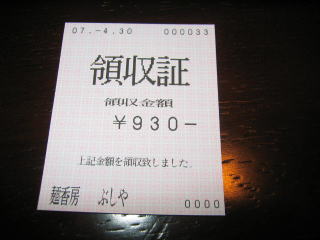 07.-4.30 000033
領収証
領収金額
￥930-
上記金額を領収致しました
麺香房 ぶしや 0000